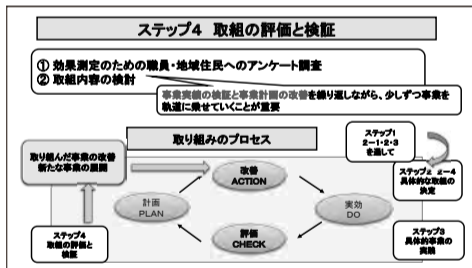 ステップ4 取組の評価と検証
① 効果測定のための職員・地域住民へのアンケート調査
② 取組内容の検討
事業実績の検証と事業計画の改善を繰り返しながら、少しずつ事業を
軌道に乗せていくことが重要
取り組みのプロセス
ステップ1
2-1・2・3
を通して
取り組んだ事業の改善
新たな事業の展開
改善
ACTION
ステップ2 2-4
具体的な取組の
決定
計画
PLAN
実効
DO
ステップ4
取組の評価と
検証
評価
CHECK
ステップ3
具体的事業の
実践